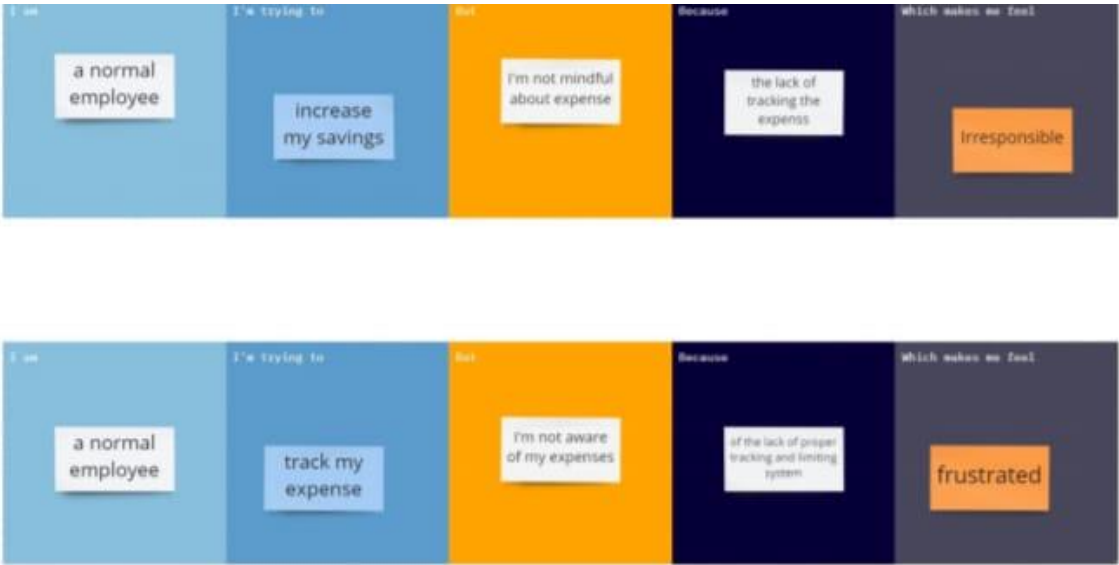 I am
I'm trying to
But
Because
Which makes me feel
a normal
employee
increase
my savings
I'm not mindful
about expense
the lack of
tracking the
expenss
Irresponsible
I am
I'm trying to
But
Because
Which makes me feel
a normal
employee
track my
expense
I'm not aware
of my expenses
of the lack of proper
tracking and limiting
system
frustrated